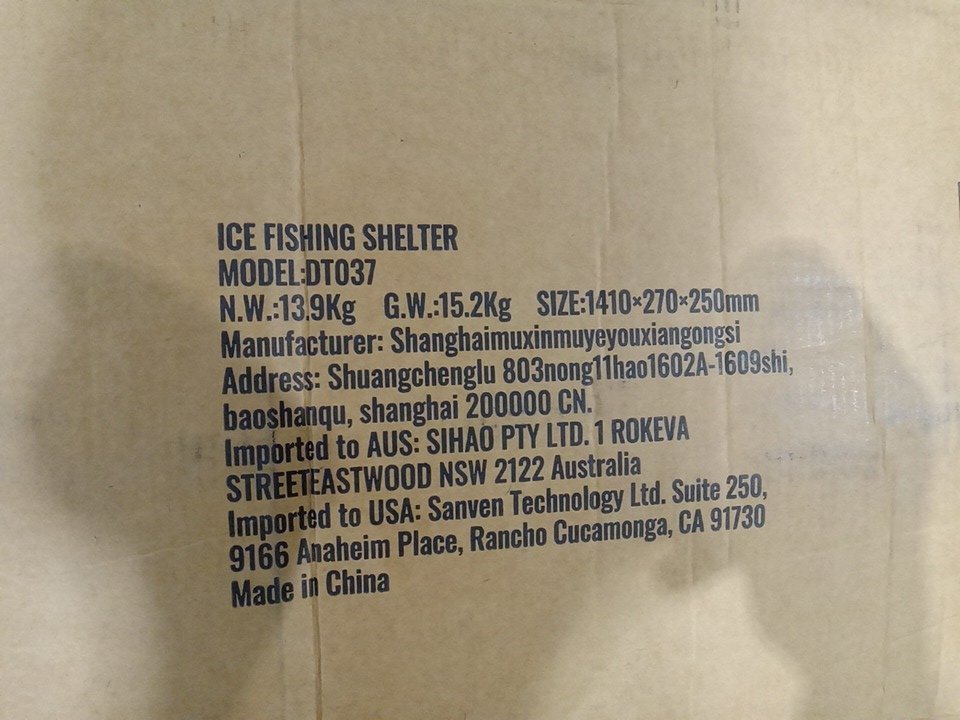 ICE FISHING SHELTER
MODEL:DT037
N.W.:13.9Kg G.W.:15.2Kg SIZE:1410×270×250mm
Manufacturer: Shanghaimuxinmuyeyouxiangongsi
Address: Shuangchenglu 803nong11hao1602A-1609shi,
baoshanqu, shanghai 200000 CN.
Imported to AUS: SIHAO PTY LTD. 1 ROKEVA
STREETEASTWOOD NSW 2122 Australia
Imported to USA: Sanven Technology Ltd. Suite 250,
9166 Anaheim Place, Rancho Cucamonga, CA 91730
Made in China